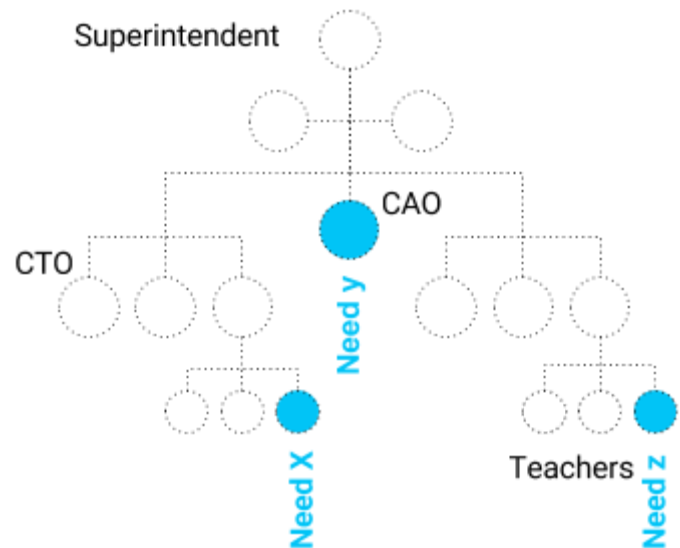 Superintendent
CAO
CTO
Need y
Need X
Teachers
Need z